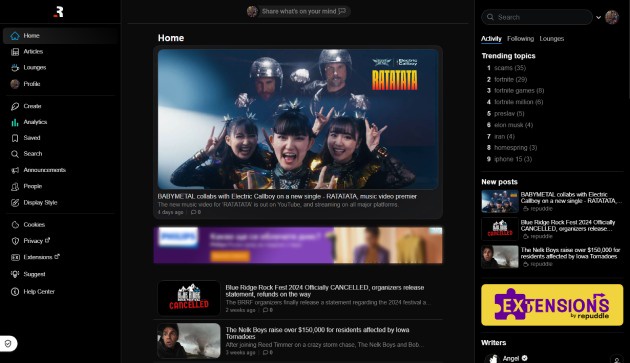 Home
Articles
Lounges
Profile
Create
Analytics
Saved
Search
Announcements
People
Display Style
Cookies
Privacy
Extensions
Suggest
Help Center
Share what's on your mind
Home
Electric Callboy
RATATATA
BABYMETAL collabs with Electric Callboy on a new single - RATATATA, music video premier
The new music video for 'RATATATA' is out on YouTube, and streaming on all major platforms.
4 days ago
0
PHILIPS
BLUE RIDGE ROCK FEST
CANCELLED
Blue Ridge Rock Fest 2024 Officially CANCELLED, organizers release
statement, refunds on the way
The BRRF organizers finally release a statement regarding the 2024 festival a...
2 weeks ago
0
The Nelk Boys raise over $150,000 for residents affected by Iowa
Tornadoes
After joining Reed Timmer on a crazy storm chase, The Nelk Boys and Bob...
3 weeks ago
0
Search
Activity Following Lounges
Trending topics
1 scams (35)
2 fortnite (29)
3 fortnite games (8)
4 fortnite million (6)
5 presley (5)
6 elon musk (4)
7 iran (4)
8 homespring (3)
9 iphone 15 (3)
New posts
BABYMETAL collabs with Electric
Callboy on a new single - RATATATA,...
repuddle
CANCELLED
Blue Ridge Rock Fest 2024 Officially
CANCELLED, organizers release...
repuddle
The Nelk Boys raise over $150,000 for
residents affected by Iowa Tornadoes
repuddle
EXTENSIONS
by repuddle
Writers
Angel